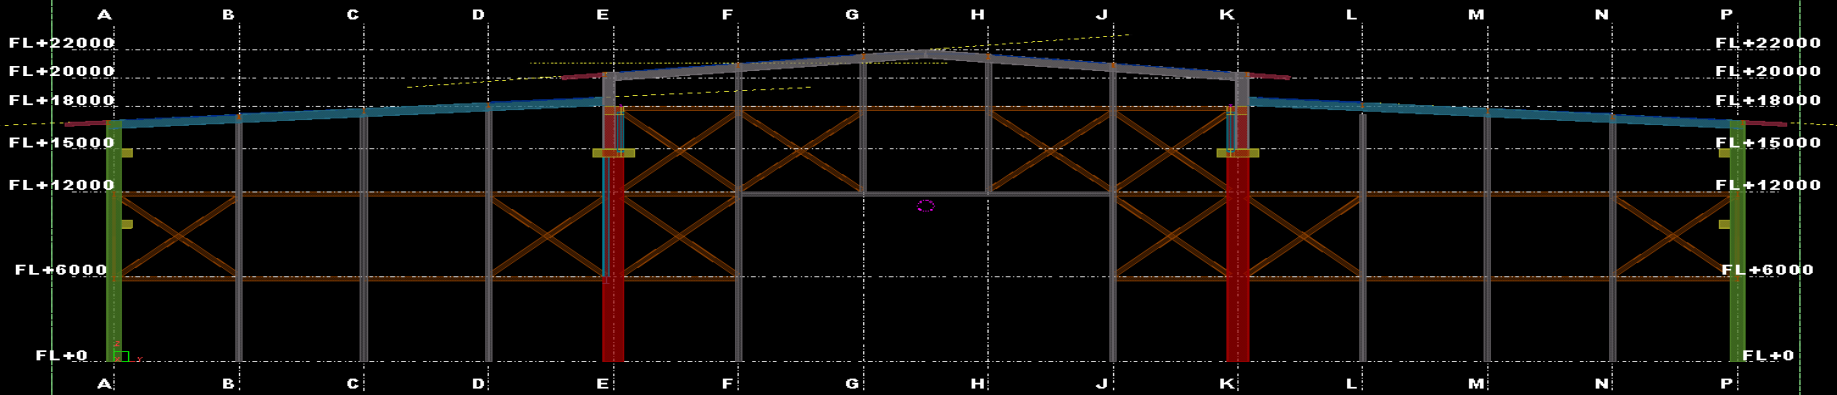 A B C D E F G H J K L M N P
FL+22000 FL+22000
FL+20000 FL+20000
FL+18000 FL+18000
FL+15000 FL+15000
FL+12000 FL+12000
FL+6000 FL+6000
FL+0 FL+0
A B C D E F G H J K L M N P